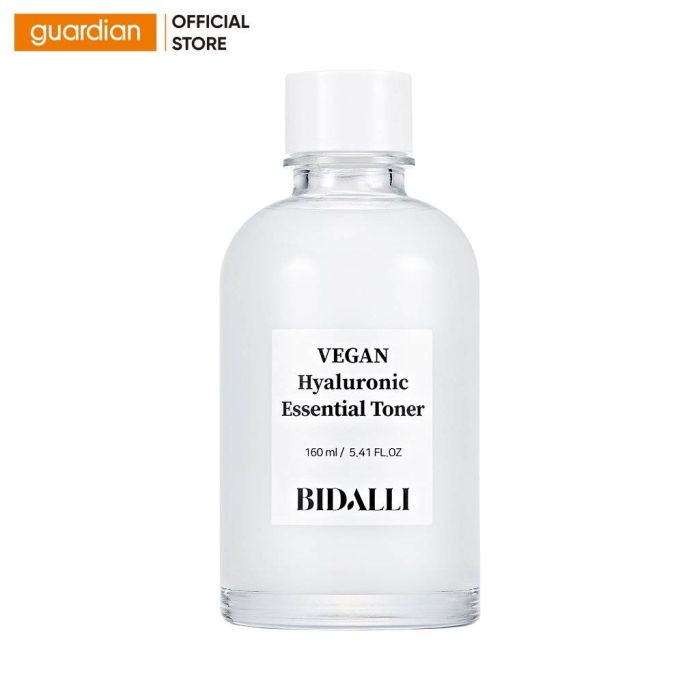 guardian
OFFICIAL
STORE
VEGAN
Hyaluronic
Essential Toner
160 ml / 5.41 FL.OZ
BIDALLI